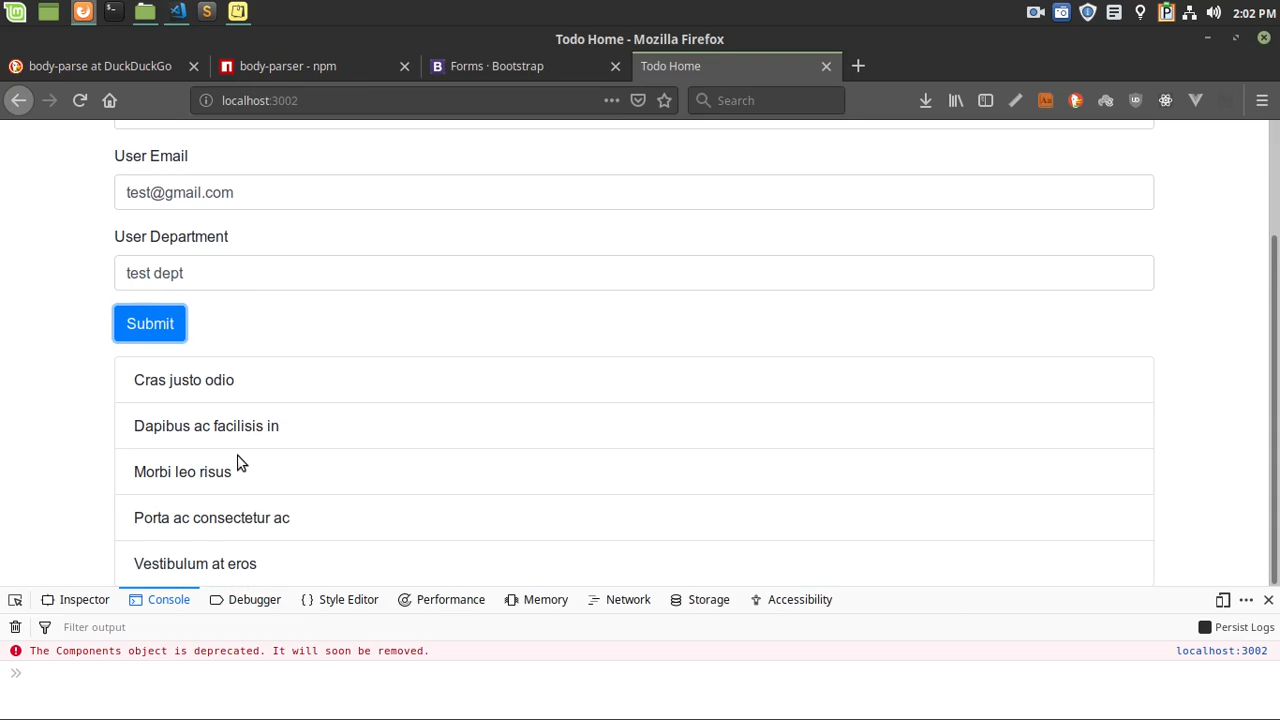 2:02 PM
Todo Home - Mozilla Firefox
body-parse at DuckDuckGo
body-parser - npm
Forms · Bootstrap
Todo Home
localhost:3002
Search
User Email
test@gmail.com
User Department
test dept
Submit
Cras justo odio
Dapibus ac facilisis in
Morbi leo risus
Porta ac consectetur ac
Vestibulum at eros
Inspector Console Debugger Style Editor Performance Memory Network Storage Accessibility
Filter output
Persist Logs
The Components object is deprecated. It will soon be removed.
localhost:3002